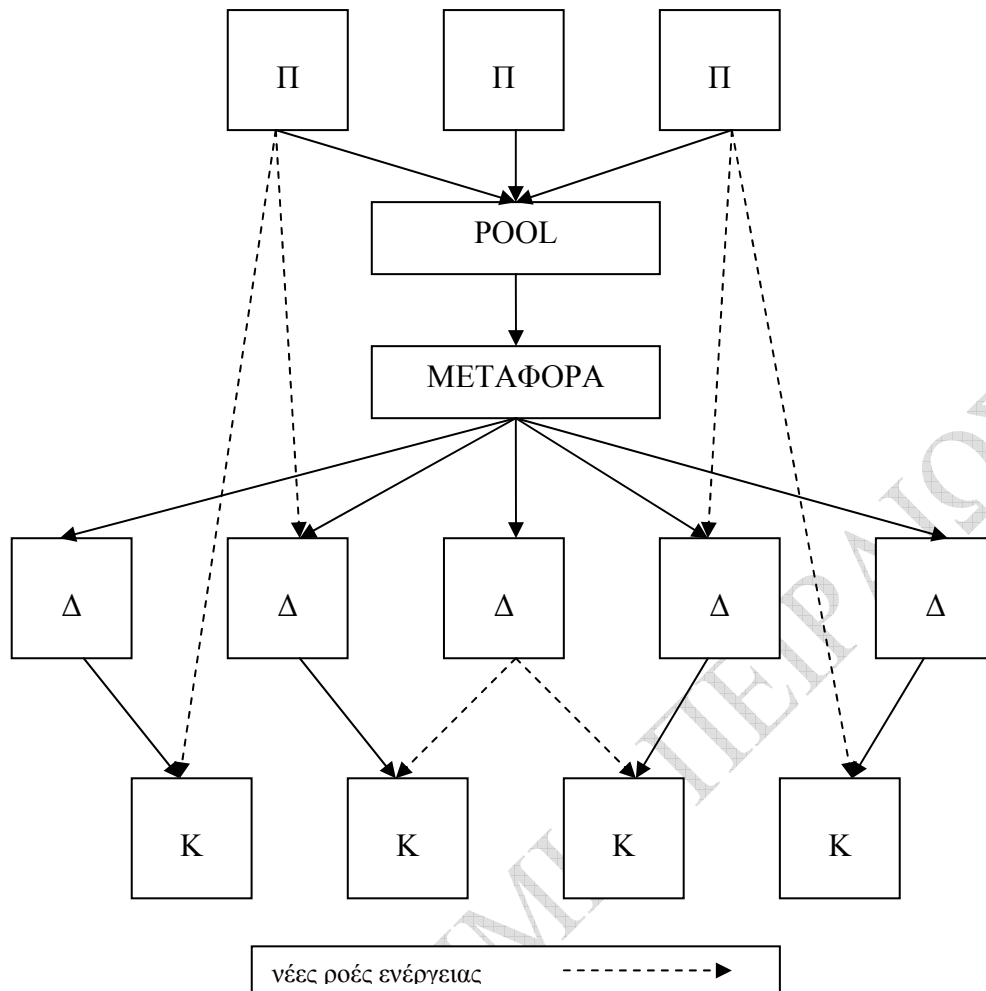 Π Π Π
POOL
ΜΕΤΑΦΟΡΑ
Δ Δ Δ Δ Δ
Κ Κ Κ Κ
νέες ροές ενέργειας